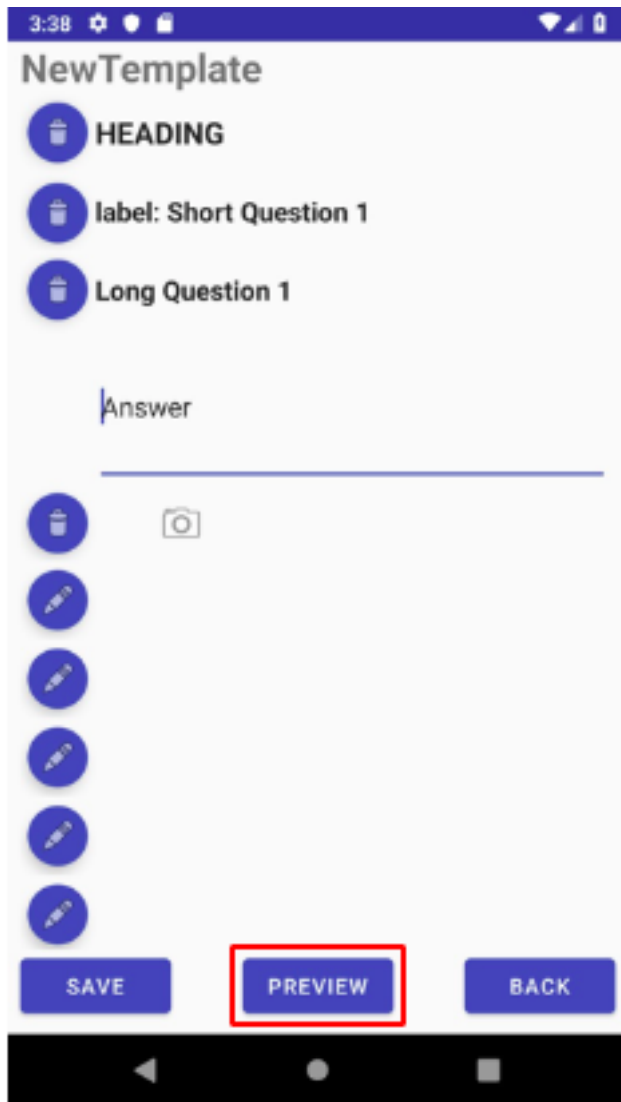 3:38
NewTemplate
HEADING
label: Short Question 1
Long Question 1
Answer
SAVE PREVIEW BACK